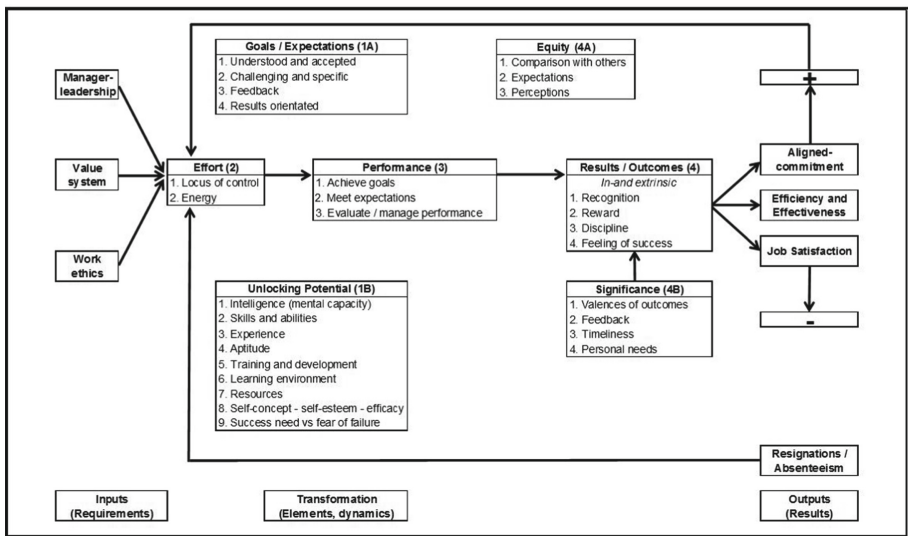 Goals / Expectations (1A)
1. Understood and accepted
2. Challenging and specific
3. Feedback
4. Results orientated
Equity (4A)
1. Comparison with others
2. Expectations
3. Perceptions
+
Manager-
leadership
Value
system
Work
ethics
Effort (2)
1. Locus of control
2. Energy
Performance (3)
1. Achieve goals
2. Meet expectations
3. Evaluate / manage performance
Results / Outcomes (4)
In-and extrinsic
1. Recognition
2. Reward
3. Discipline
4. Feeling of success
Aligned-
commitment
Efficiency and
Effectiveness
Job Satisfaction
-
Unlocking Potential (1B)
1. Intelligence (mental capacity)
2. Skills and abilities
3. Experience
4. Aptitude
5. Training and development
6. Learning environment
7. Resources
8. Self-concept - self-esteem - efficacy
9. Success need vs fear of failure
Significance (4B)
1. Valences of outcomes
2. Feedback
3. Timeliness
4. Personal needs
Resignations /
Absenteeism
Inputs
(Requirements)
Transformation
(Elements, dynamics)
Outputs
(Results)